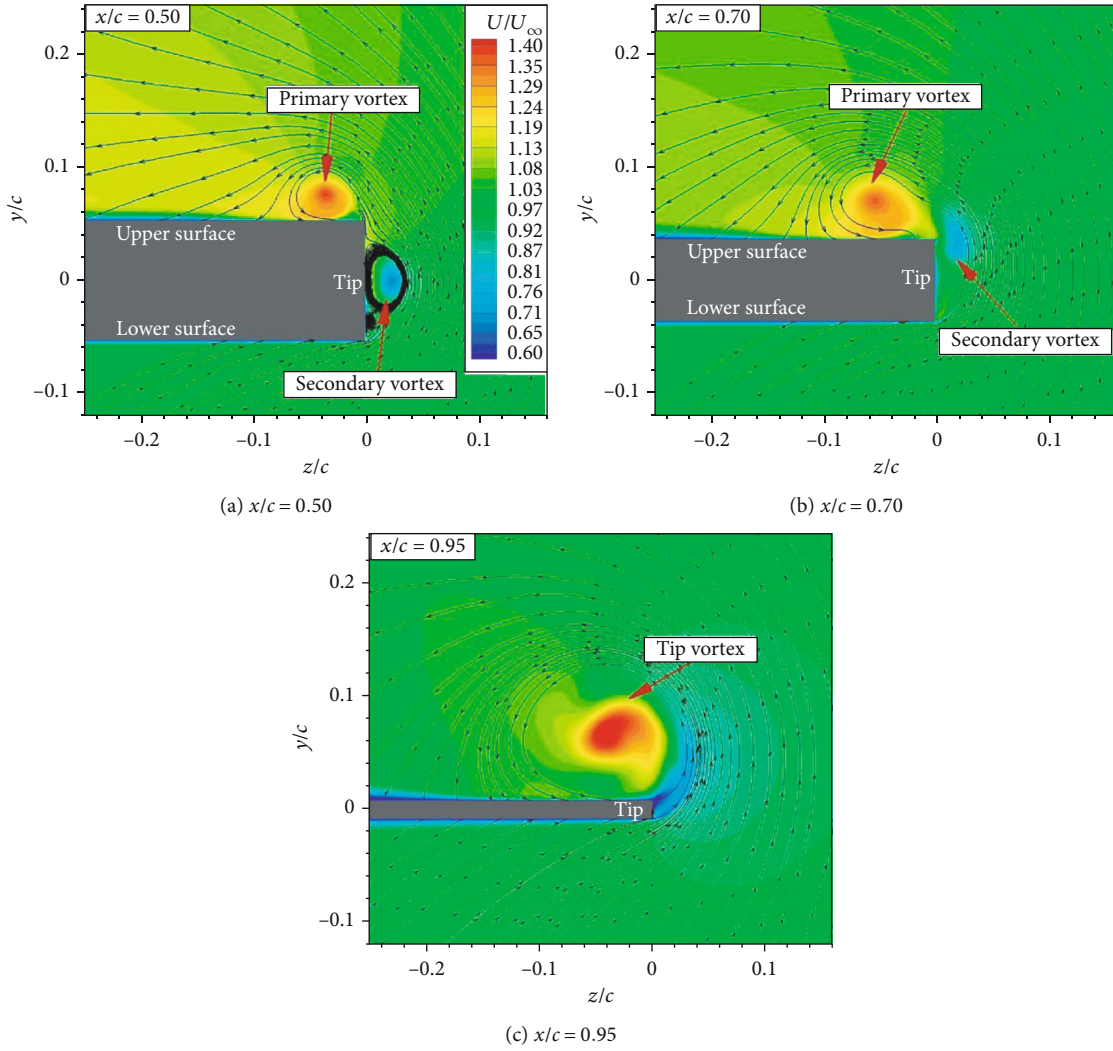 x/c = 0.50
U/U∞
1.40
1.35
1.29
1.24
1.19
1.13
1.08
1.03
0.97
0.92
0.87
0.81
0.76
0.71
0.65
0.60
0.2
0.1
0
−0.1
y/c
Primary vortex
Upper surface
Tip
Lower surface
Secondary vortex
−0.2
−0.1
0
0.1
z/c
(a) x/c = 0.50
x/c = 0.70
0.2
0.1
0
−0.1
y/c
Primary vortex
Upper surface
Tip
Lower surface
Secondary vortex
−0.2
−0.1
0
0.1
z/c
(b) x/c = 0.70
x/c = 0.95
0.2
0.1
0
−0.1
y/c
Tip vortex
Tip
−0.2
−0.1
0
0.1
z/c
(c) x/c = 0.95